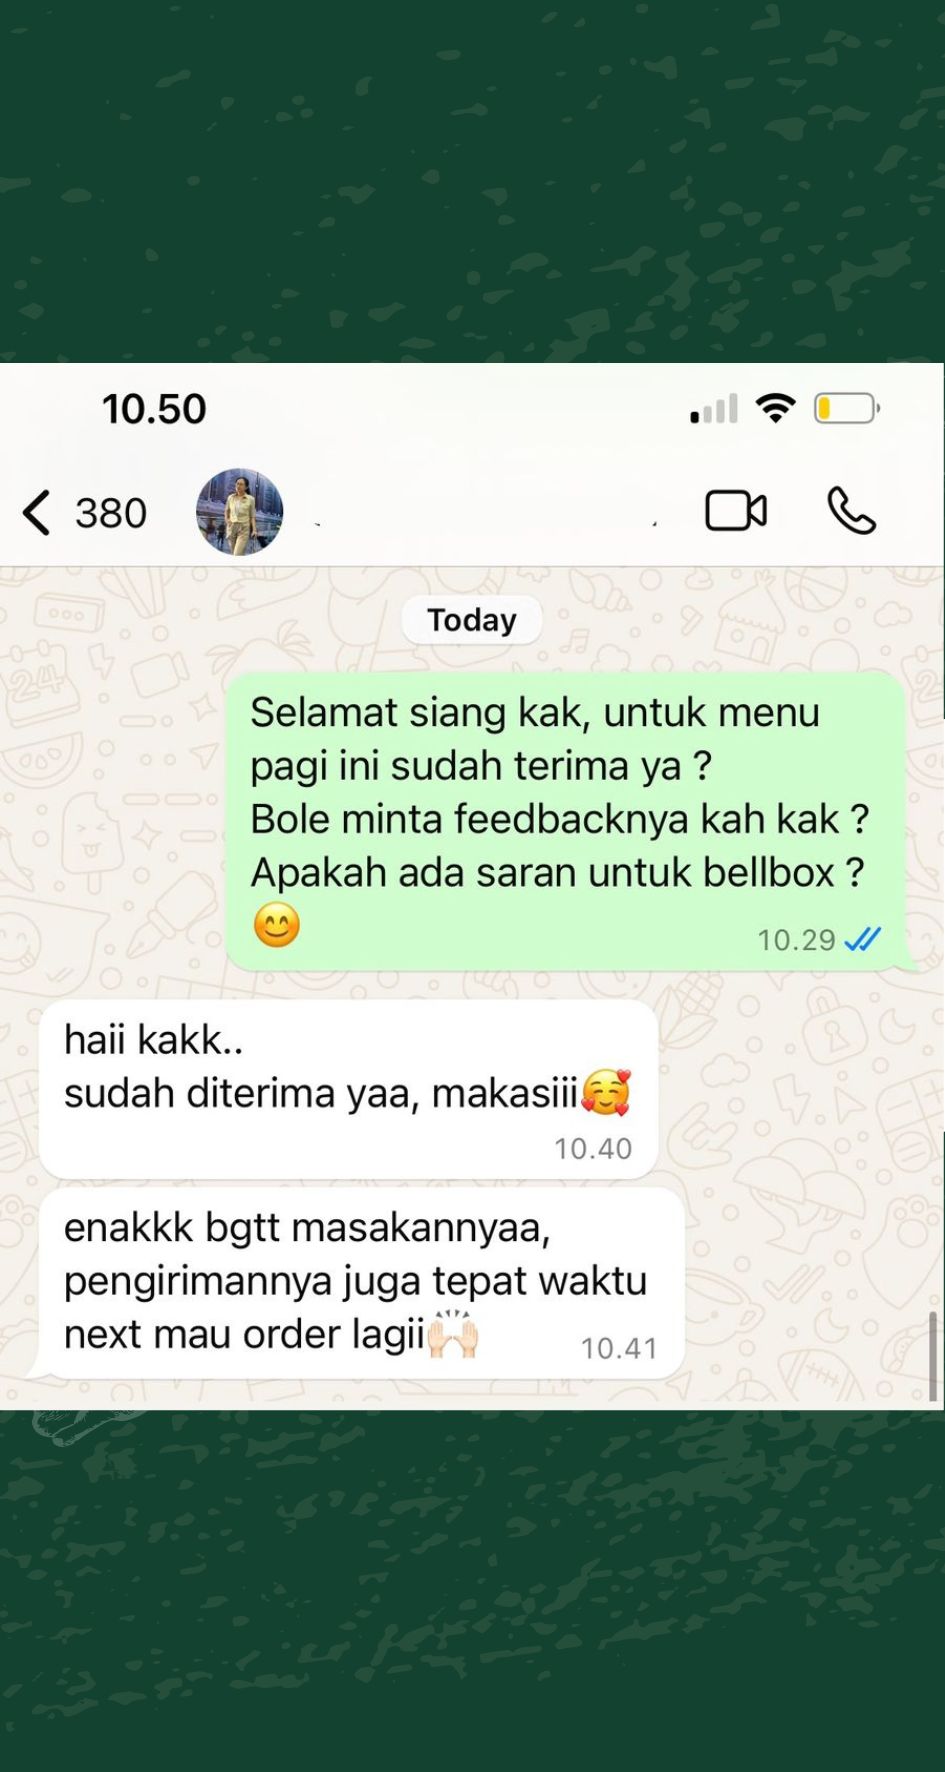 10.50
380
Today
Selamat siang kak, untuk menu
pagi ini sudah terima ya ?
Bole minta feedbacknya kah kak ?
Apakah ada saran untuk bellbox ?
😊
10.29
haii kakk..
sudah diterima yaa, makasiii🥰
10.40
enakkk bgtt masakannyaa,
pengirimannya juga tepat waktu
next mau order lagii🙌🏻
10.41